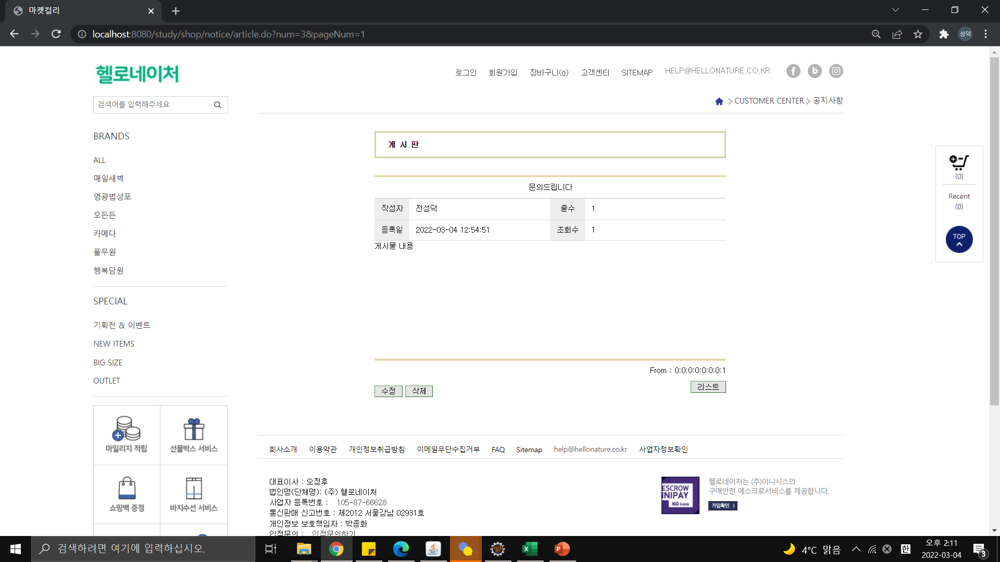 마켓컬리
localhost:8080/study/shop/notice/article.do?num=3&pageNum=1
성덕
헬로네이처
로그인 회원가입 장바구니(0) 고객센터 SITEMAP HELP@HELLONATURE.CO.KR
검색어를 입력해주세요
CUSTOMER CENTER 공지사항
BRANDS
ALL
매일새벽
영광법성포
오든든
카메다
풀무원
행복담원
SPECIAL
기획전 & 이벤트
NEW ITEMS
BIG SIZE
OUTLET
마일리지 적립
선물박스 서비스
쇼핑백 증정
바지수선 서비스
게 시 판
문의드립니다
작성자 전성덕 줄수 1
등록일 2022-03-04 12:54:51 조회수 1
게시물 내용
From : 0:0:0:0:0:0:0:1
수정 삭제 리스트
(0)
Recent
(0)
TOP
회사소개 이용약관 개인정보취급방침 이메일무단수집거부 FAQ Sitemap help@hellonature.co.kr 사업자정보확인
대표이사 : 오정후
법인명(단체명): (주) 헬로네이처
사업자 등록번호 : 105-87-66628
통신판매 신고번호 : 제2012 서울강남 02931호
개인정보 보호책임자 : 박종화
입점문의 : 입점문의하기
ESCROW
INIPAY
KG Inicis
헬로네이처는 (주)이니시스의
구매안전 에스크로서비스를 제공합니다.
가입확인
검색하려면 여기에 입력하십시오.
4°C 맑음
한
오후 2:11
2022-03-04
3